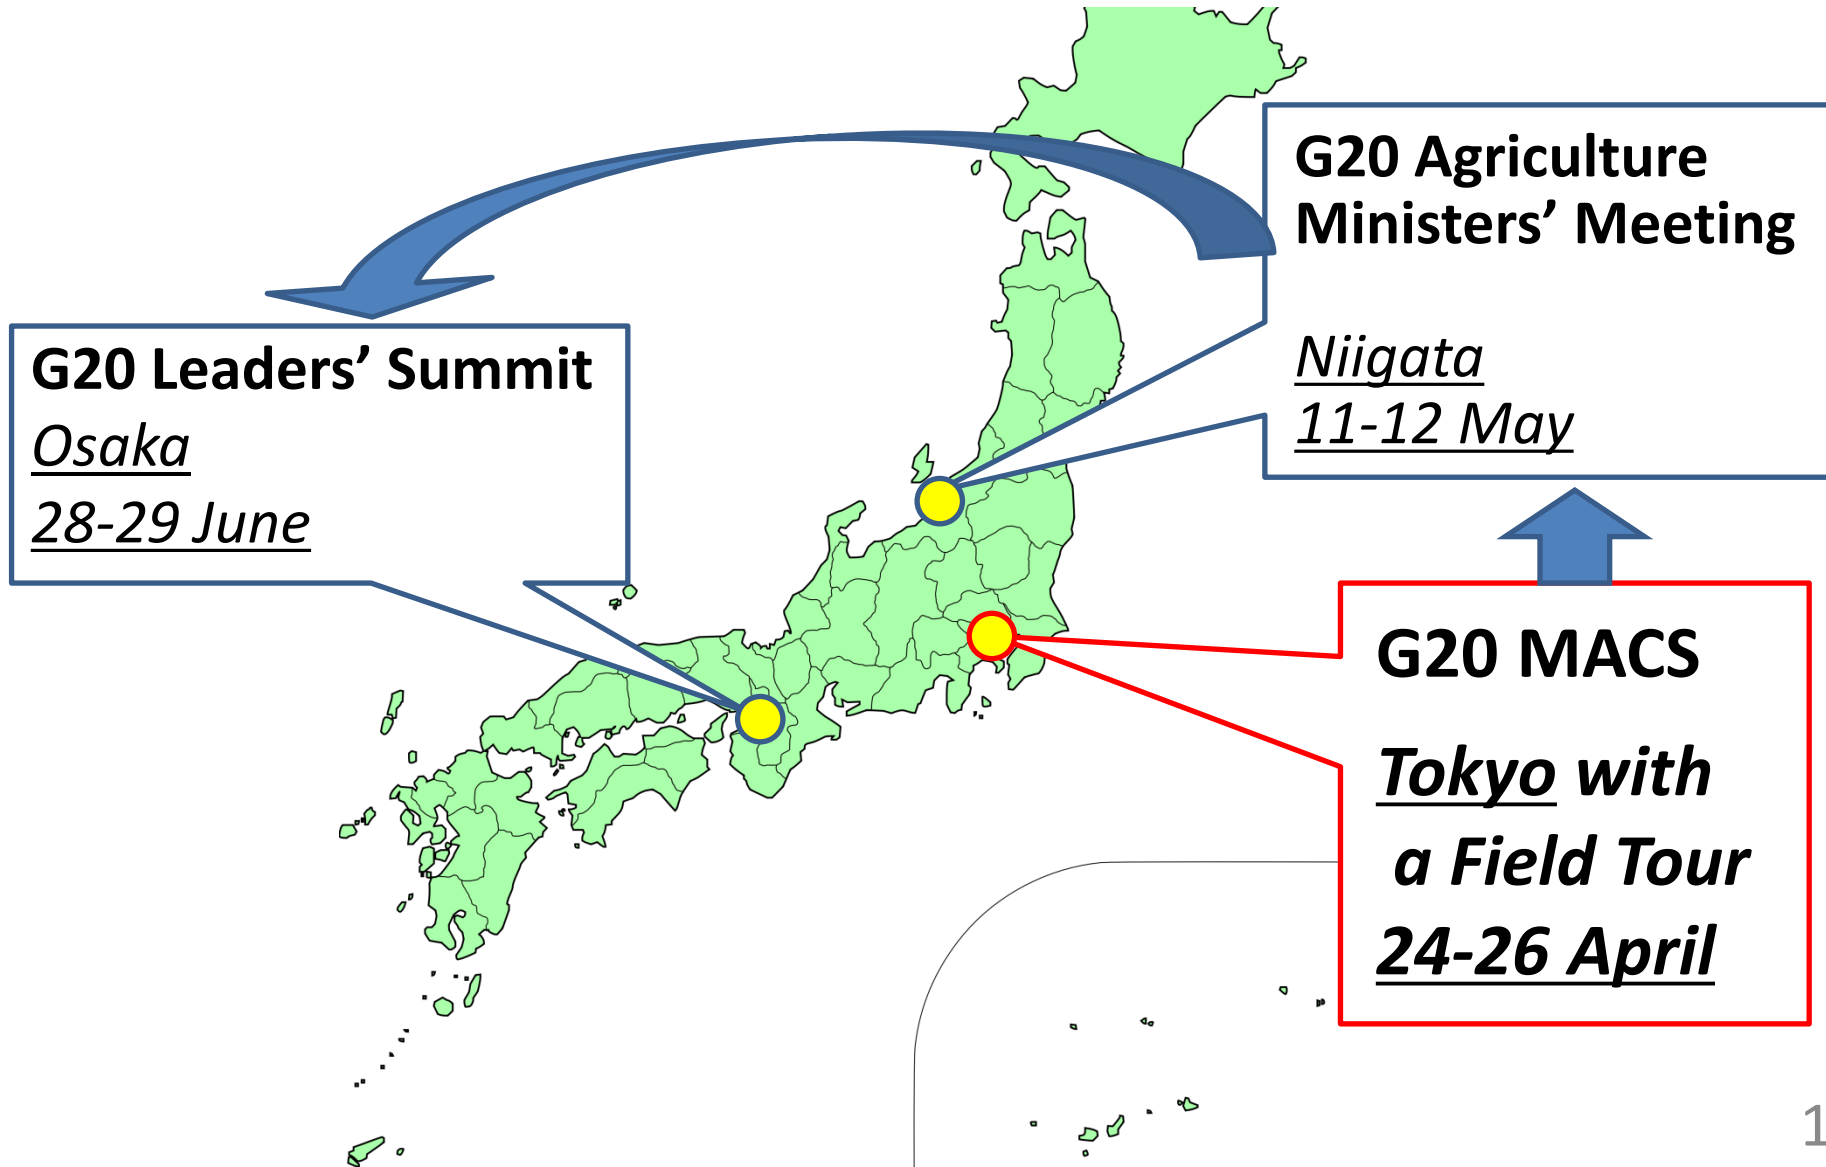 G20 Agriculture
Ministers’ Meeting
Niigata
11-12 May
G20 Leaders’ Summit
Osaka
28-29 June
G20 MACS
Tokyo with
a Field Tour
24-26 April
1